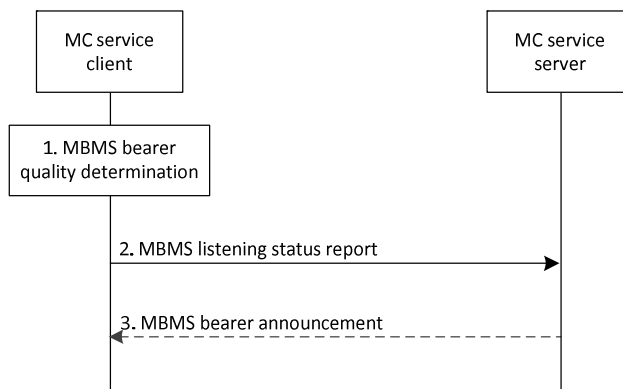 MC service
client
MC service
server
1. MBMS bearer
quality determination
2. MBMS listening status report
3. MBMS bearer announcement